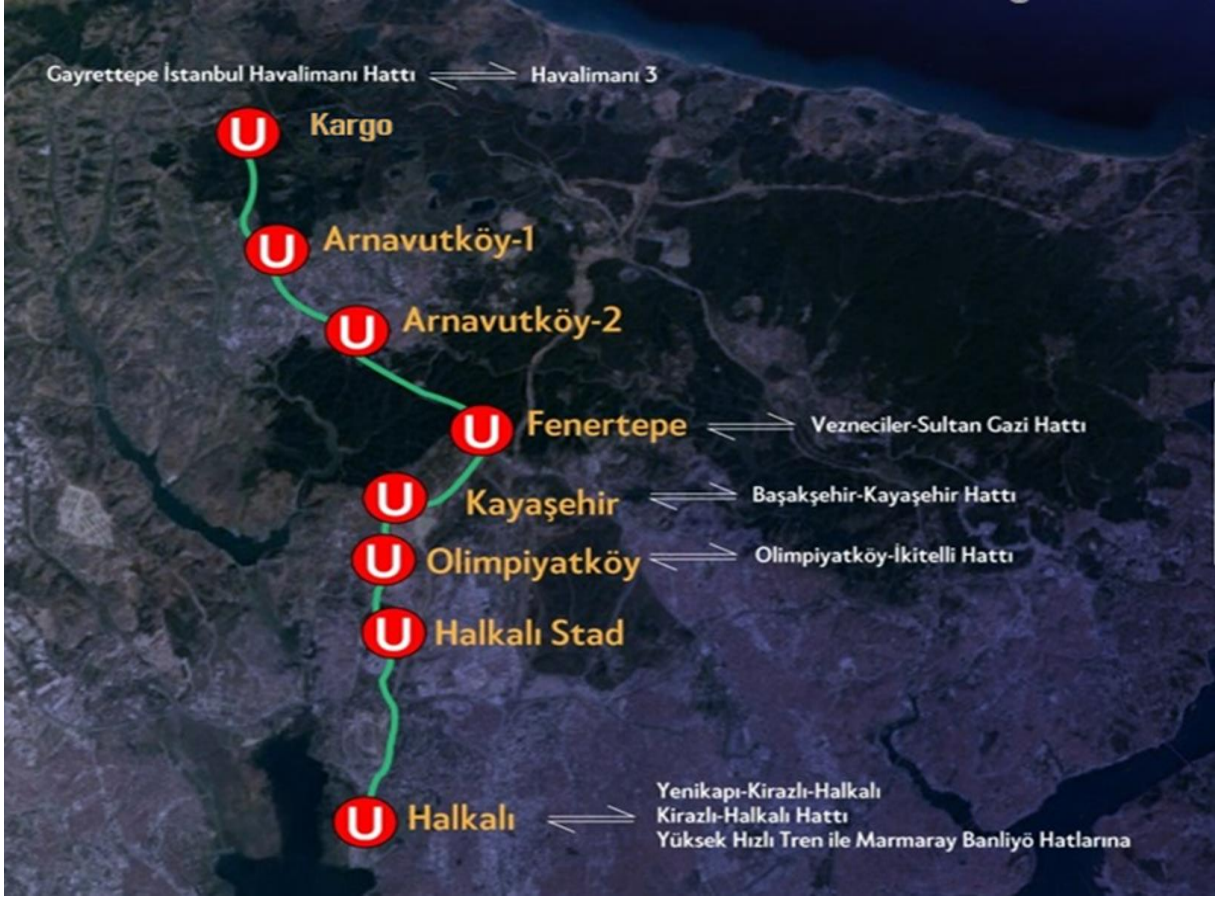 Gayrettepe İstanbul Havalimanı Hattı Havalimanı 3
U Kargo
U Arnavutköy-1
U Arnavutköy-2
U Fenertepe Vezneciler-Sultan Gazi Hattı
U Kayaşehir Başakşehir-Kayaşehir Hattı
U Olimpiyatköy Olimpiyatköy-İkitelli Hattı
U Halkalı Stad
U Halkalı
Yenikapı-Kirazlı-Halkalı
Kirazlı-Halkalı Hattı
Yüksek Hızlı Tren ile Marmaray Banliyö Hatlarına